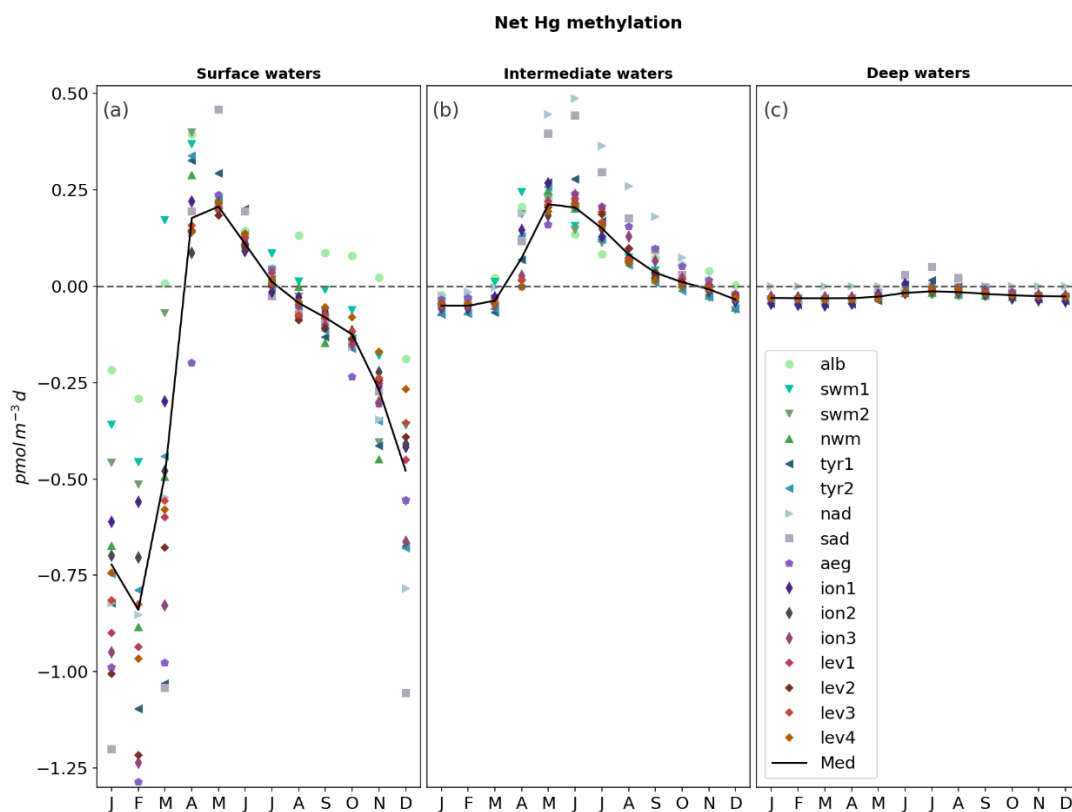 Net Hg methylation
Surface waters
Intermediate waters
Deep waters
(a)
(b)
(c)
pmol m⁻³ d
0.50
0.25
0.00
−0.25
−0.50
−0.75
−1.00
−1.25
J F M A M J J A S O N D
J F M A M J J A S O N D
J F M A M J J A S O N D
alb
swm1
swm2
nwm
tyr1
tyr2
nad
sad
aeg
ion1
ion2
ion3
lev1
lev2
lev3
lev4
Med